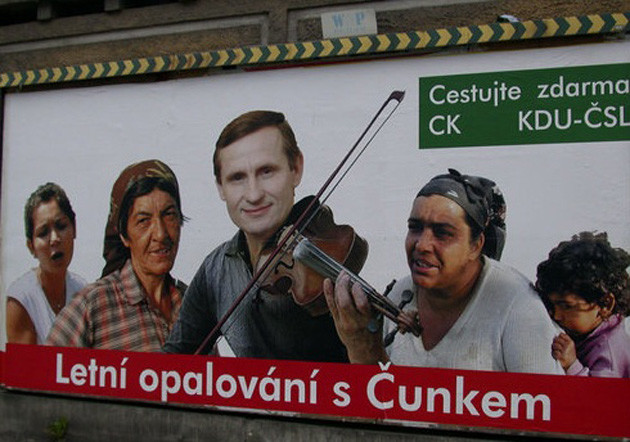 W P
Cestujte zdarma
CK KDU-ČSL
Letní opalování s Čunkem